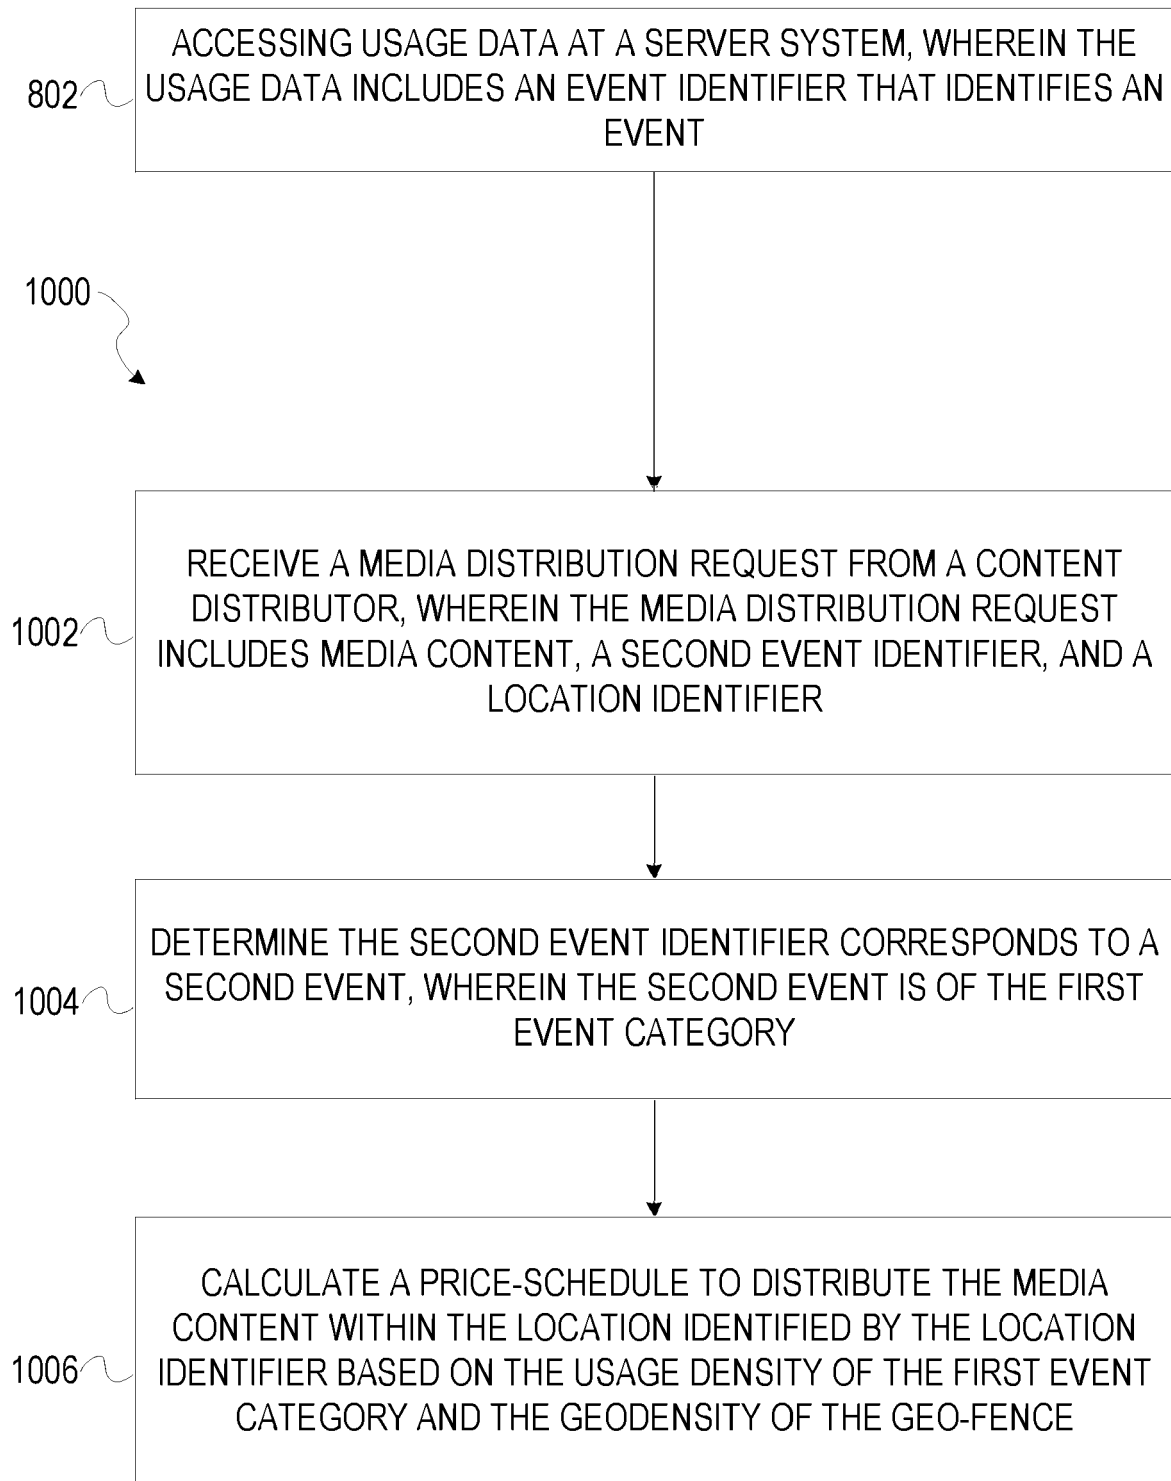 802
ACCESSING USAGE DATA AT A SERVER SYSTEM, WHEREIN THE
USAGE DATA INCLUDES AN EVENT IDENTIFIER THAT IDENTIFIES AN
EVENT
1000
1002
RECEIVE A MEDIA DISTRIBUTION REQUEST FROM A CONTENT
DISTRIBUTOR, WHEREIN THE MEDIA DISTRIBUTION REQUEST
INCLUDES MEDIA CONTENT, A SECOND EVENT IDENTIFIER, AND A
LOCATION IDENTIFIER
1004
DETERMINE THE SECOND EVENT IDENTIFIER CORRESPONDS TO A
SECOND EVENT, WHEREIN THE SECOND EVENT IS OF THE FIRST
EVENT CATEGORY
1006
CALCULATE A PRICE-SCHEDULE TO DISTRIBUTE THE MEDIA
CONTENT WITHIN THE LOCATION IDENTIFIED BY THE LOCATION
IDENTIFIER BASED ON THE USAGE DENSITY OF THE FIRST EVENT
CATEGORY AND THE GEODENSITY OF THE GEO-FENCE